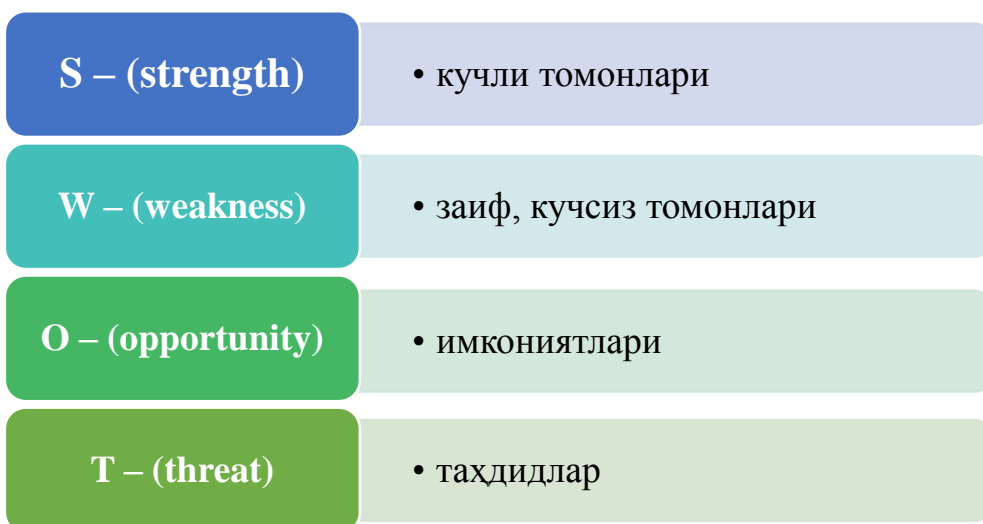 S – (strength)
• кучли томонлари
W – (weakness)
• заиф, кучсиз томонлари
O – (opportunity)
• имкониятлари
T – (threat)
• таҳдидлар